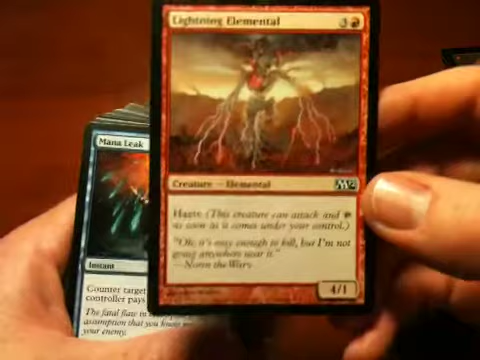 Lightning Elemental 3
Creature — Elemental M12
Haste (This creature can attack and
as soon as it comes under your control.)
"Oh, it's easy enough to kill, but I'm not
going anywhere near it."
—Norin the Wary
4/1
Mana Leak
Instant
Counter target
controller pays
The fatal flaw in
assumption that you know
your enemy.